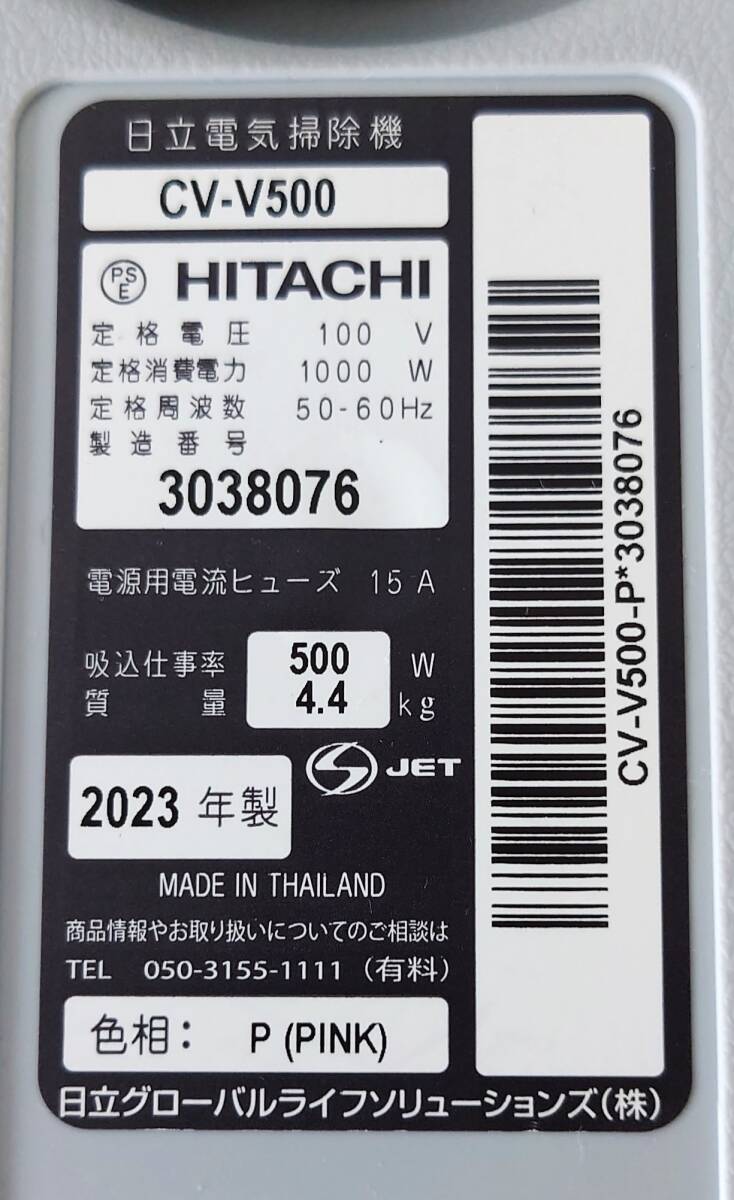 日立電気掃除機
CV-V500
PS
E
HITACHI
定格電圧 100 V
定格消費電力 1000 W
定格周波数 50-60Hz
製造番号
3038076
電源用電流ヒューズ 15 A
吸込仕事率 500 W
質量 4.4 kg
JET
2023 年製
MADE IN THAILAND
商品情報やお取り扱いについてのご相談は
TEL 050-3155-1111 (有料)
色相: P (PINK)
日立グローバルライフソリューションズ(株)
CV-V500-P*3038076